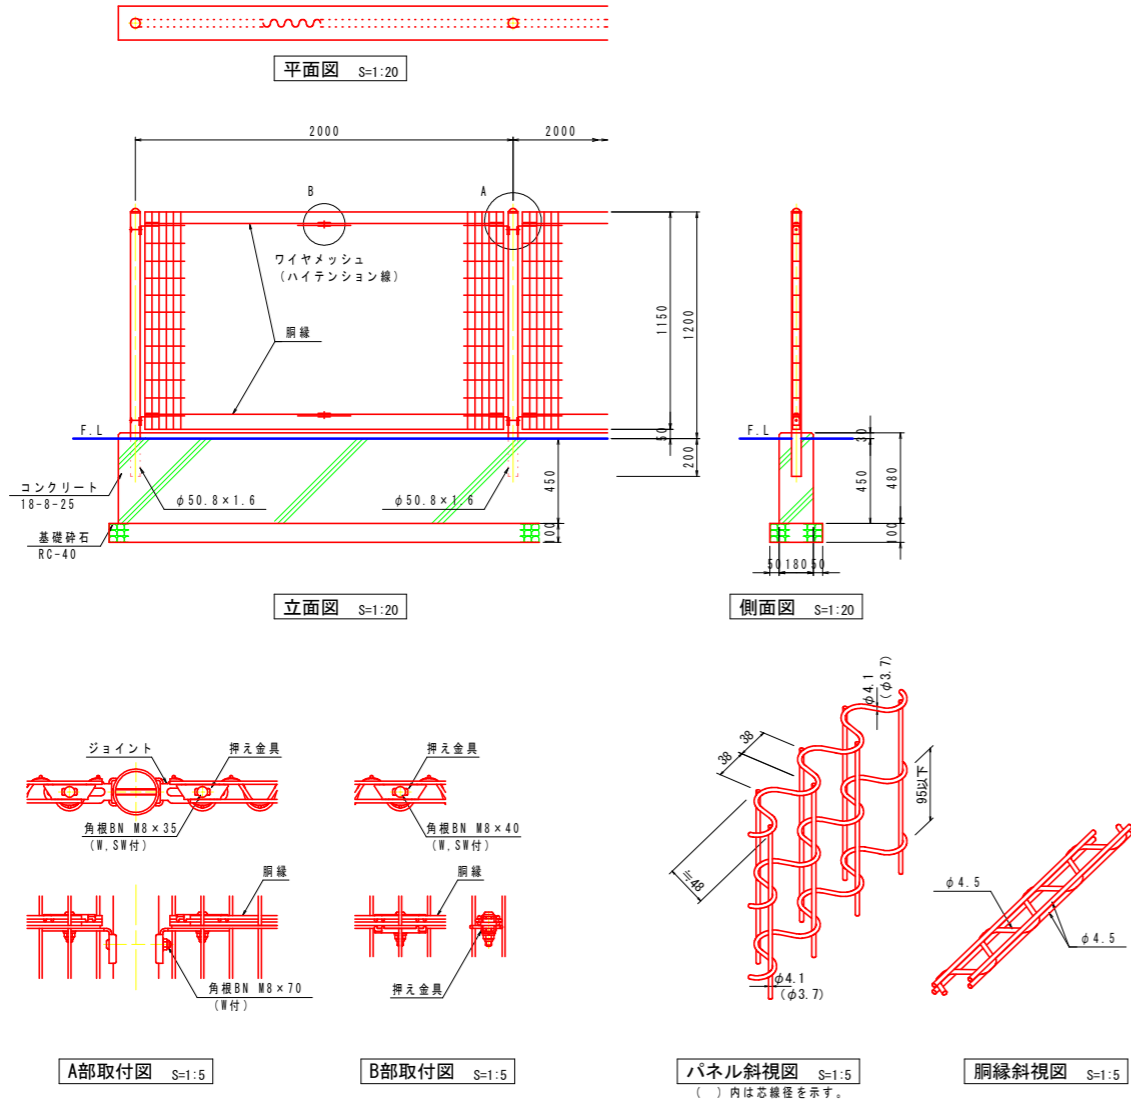 平面図 S=1:20
2000
2000
B
A
ワイヤメッシュ
(ハイテンション線)
胴縁
1150
1200
F.L
50
200
450
100
コンクリート
18-8-25
φ50.8×1.6
φ50.8×1.6
基礎砕石
RC-40
立面図 S=1:20
F.L
30
450
480
100
50
180
50
側面図 S=1:20
ジョイント
押え金具
角根BN M8×35
(W,SW付)
胴縁
角根BN M8×70
(W付)
A部取付図 S=1:5
押え金具
角根BN M8×40
(W,SW付)
胴縁
押え金具
B部取付図 S=1:5
φ4.1
(φ3.7)
38
38
95以下
≒48
φ4.1
(φ3.7)
パネル斜視図 S=1:5
( )内は芯線径を示す。
φ4.5
φ4.5
胴縁斜視図 S=1:5